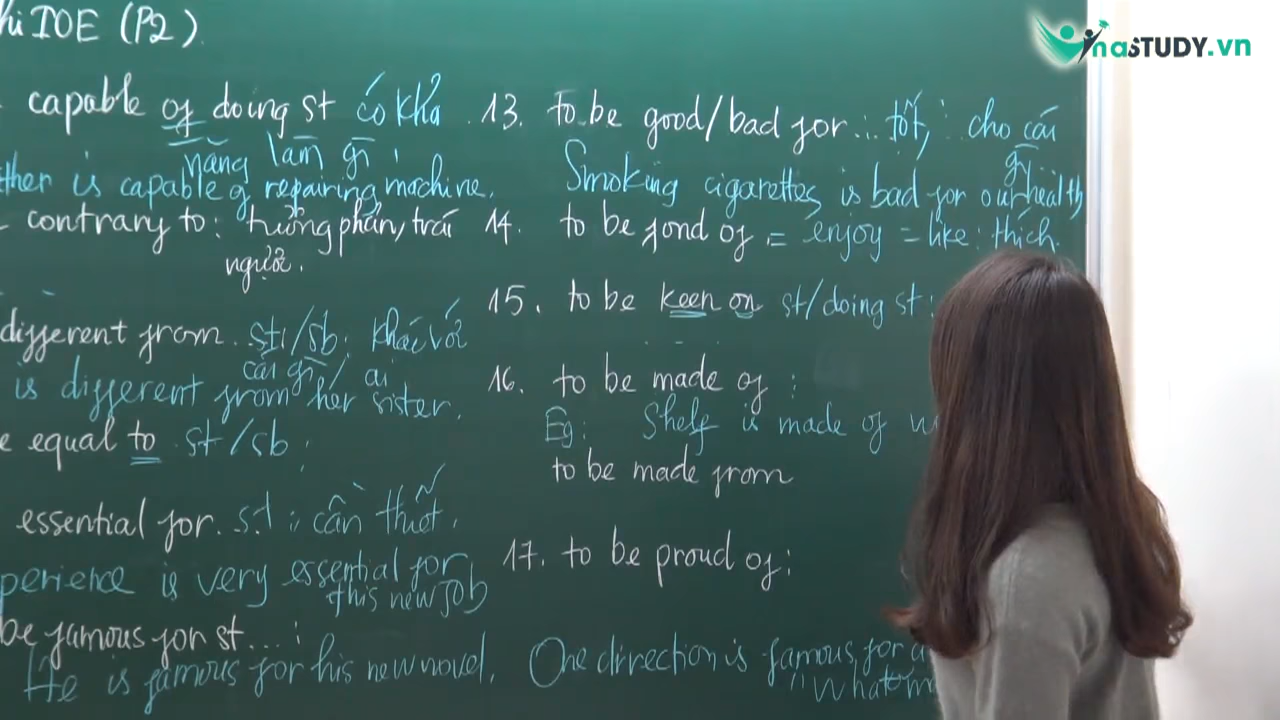 hi IOE (P2).
VinaSTUDY.vn
capable of doing st có khả
năng làm gì
ther is capable of repairing machine.
contrary to: tương phản, trái
ngược.
different from st/sb: khác với
cái gì / ai
is different from her sister.
equal to st/sb:
essential for st: cần thiết.
perience is very essential for
this new job
be famous for st...:
He is famous for his new novel. One direction is famous for
"What m
13. to be good/bad for... tốt, cho cái
gì
Smoking cigarettes is bad for our health
14. to be fond of = enjoy = like: thích.
15. to be keen on st/doing st:
16. to be made of:
Eg: Shelf is made of w
to be made from
17. to be proud of: